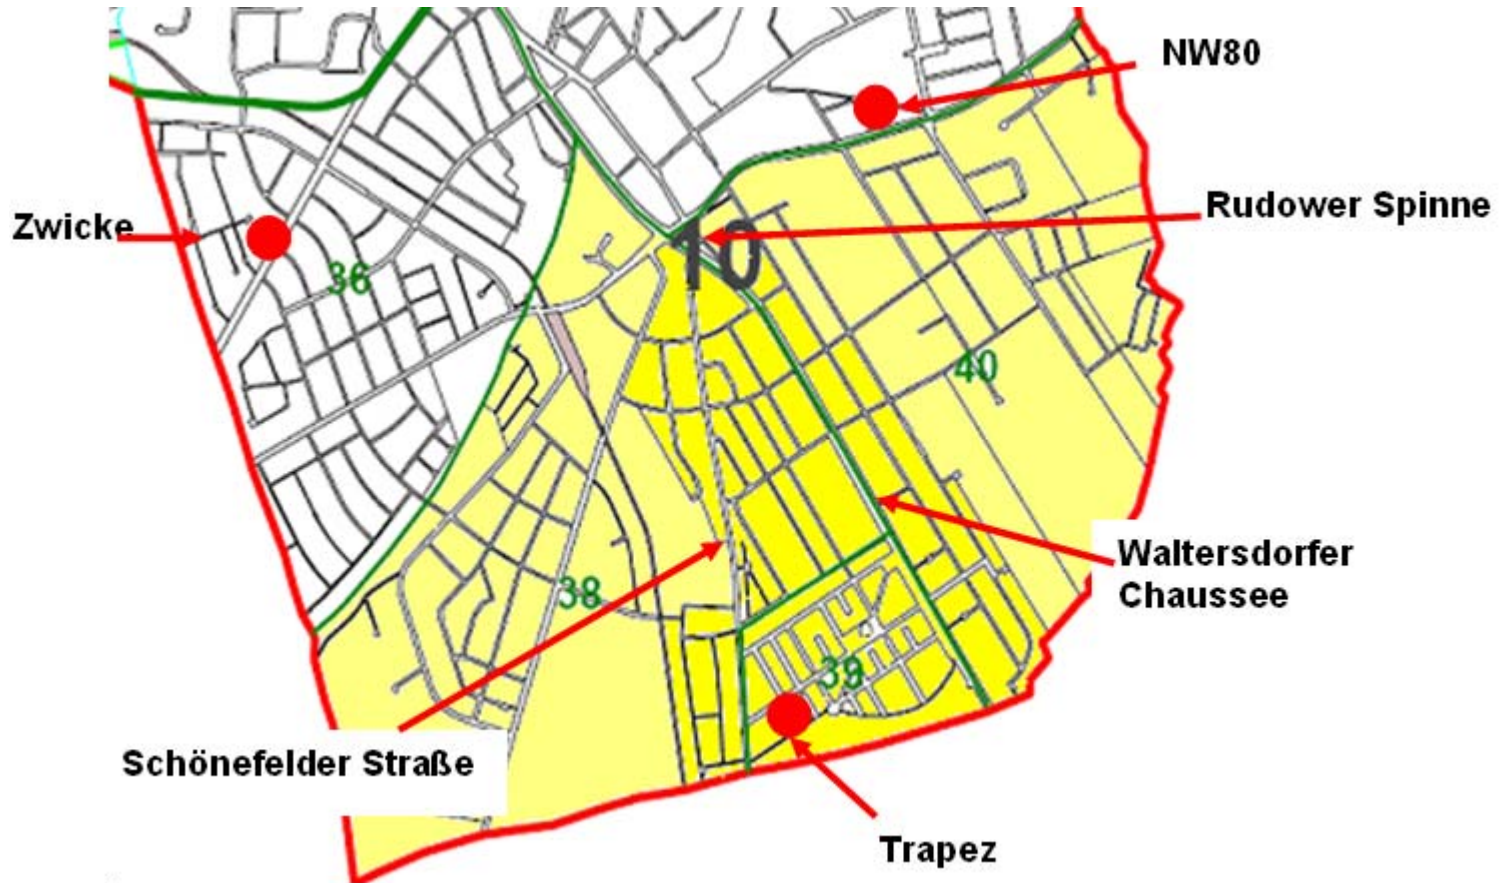 NW80
Rudower Spinne
Zwicke
10
36
40
Waltersdorfer
Chaussee
38
39
Schönefelder Straße
Trapez